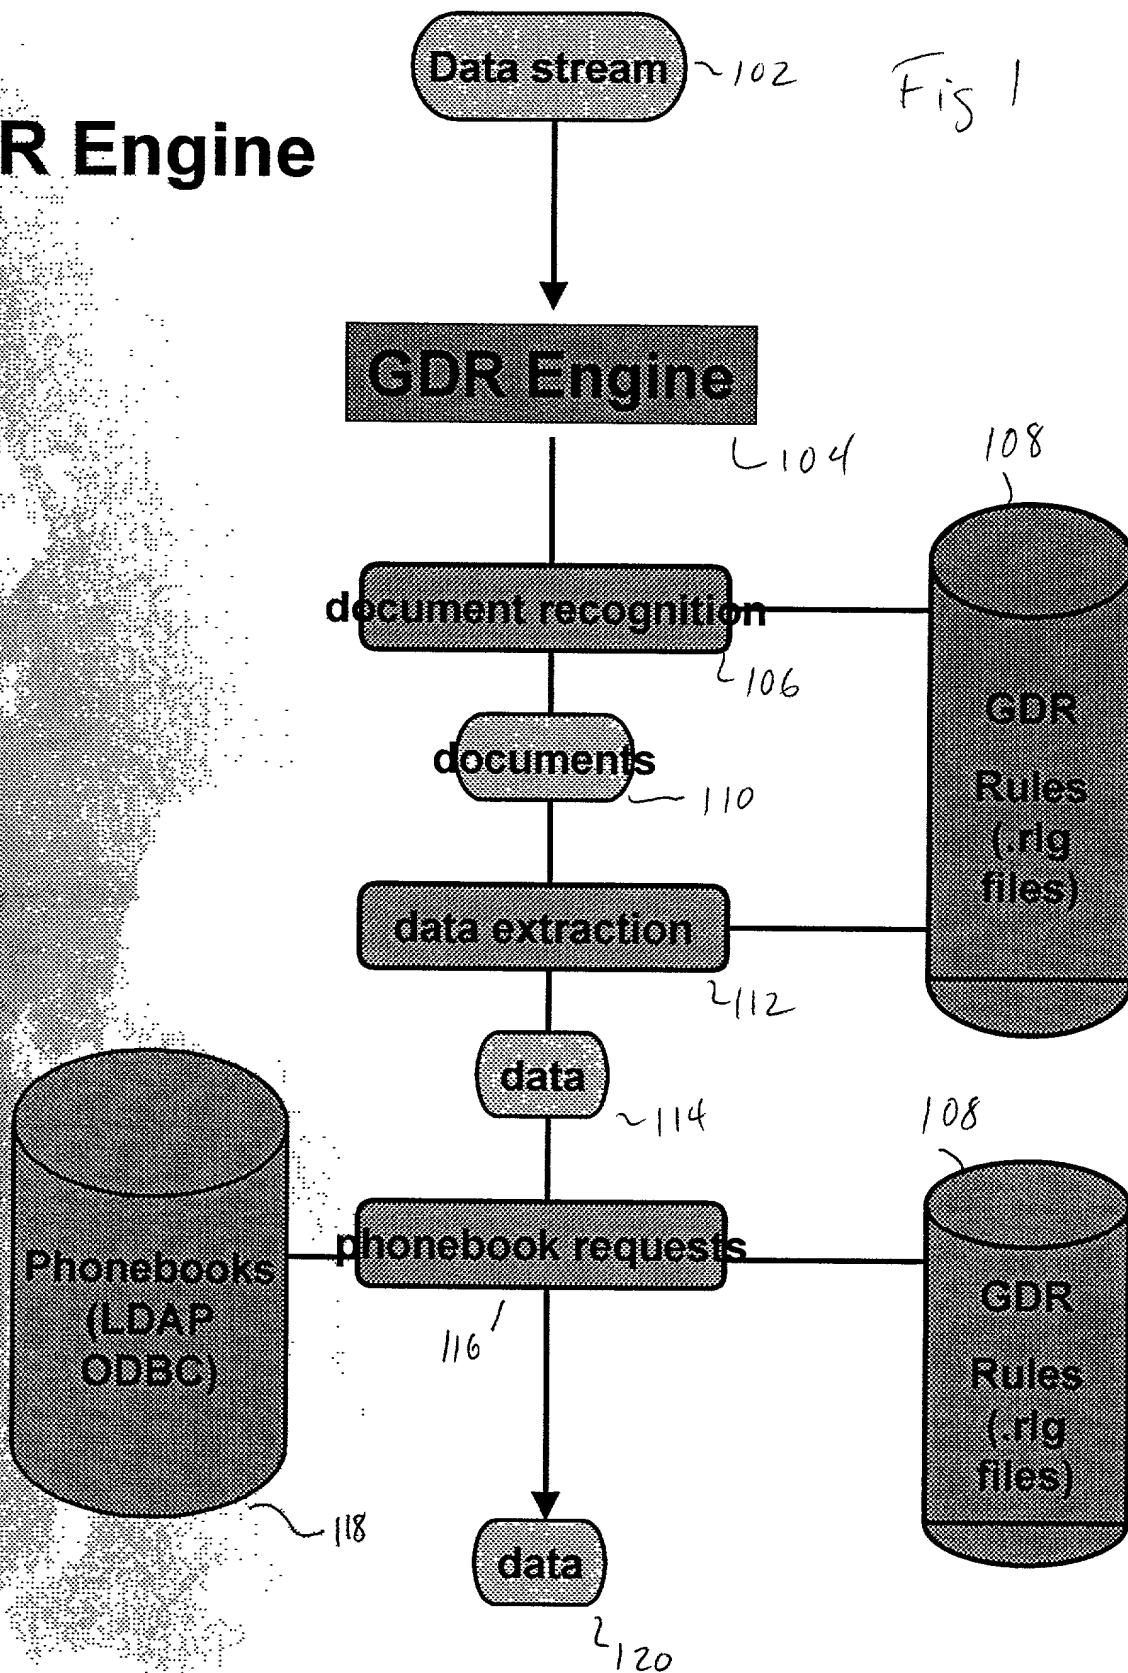 Data stream
102
Fig 1
R Engine
GDR Engine
104
108
document recognition
106
GDR
Rules
(.rlg
files)
documents
110
data extraction
112
data
114
108
Phonebooks
(LDAP
ODBC)
phonebook requests
116
GDR
Rules
(.rlg
files)
118
data
120